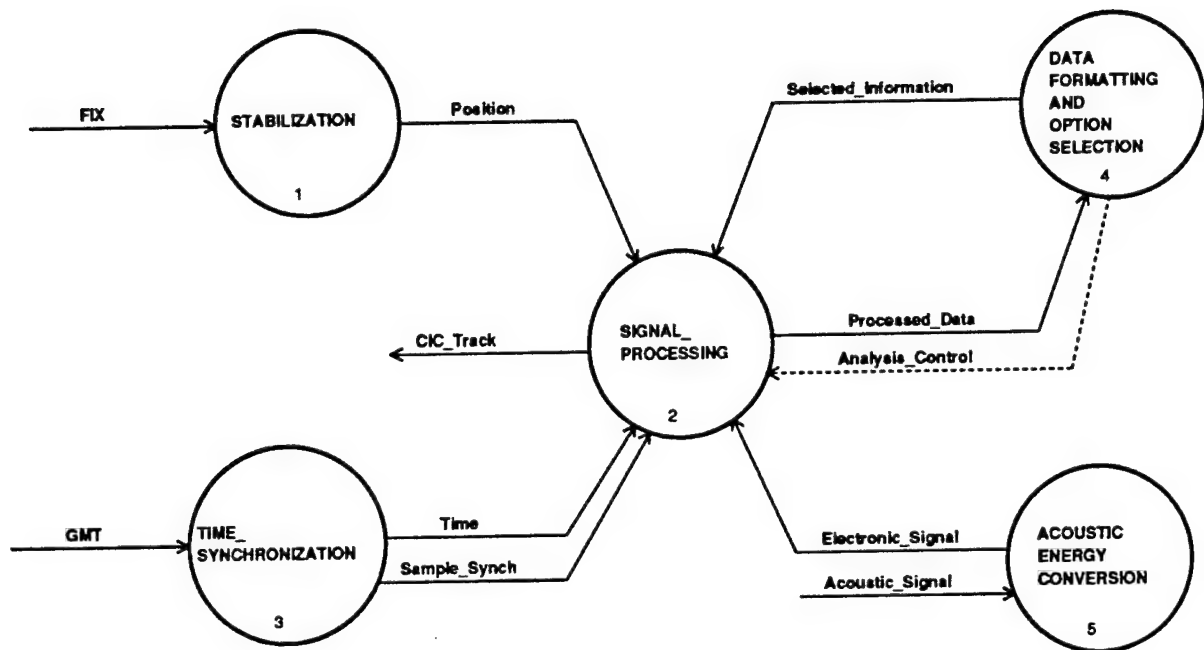 FIX
STABILIZATION
1
Position
Selected_Information
DATA
FORMATTING
AND
OPTION
SELECTION
4
CIC_Track
SIGNAL_
PROCESSING
2
Processed_Data
Analysis_Control
GMT
TIME_
SYNCHRONIZATION
3
Time
Sample_Synch
Electronic_Signal
Acoustic_Signal
ACOUSTIC
ENERGY
CONVERSION
5